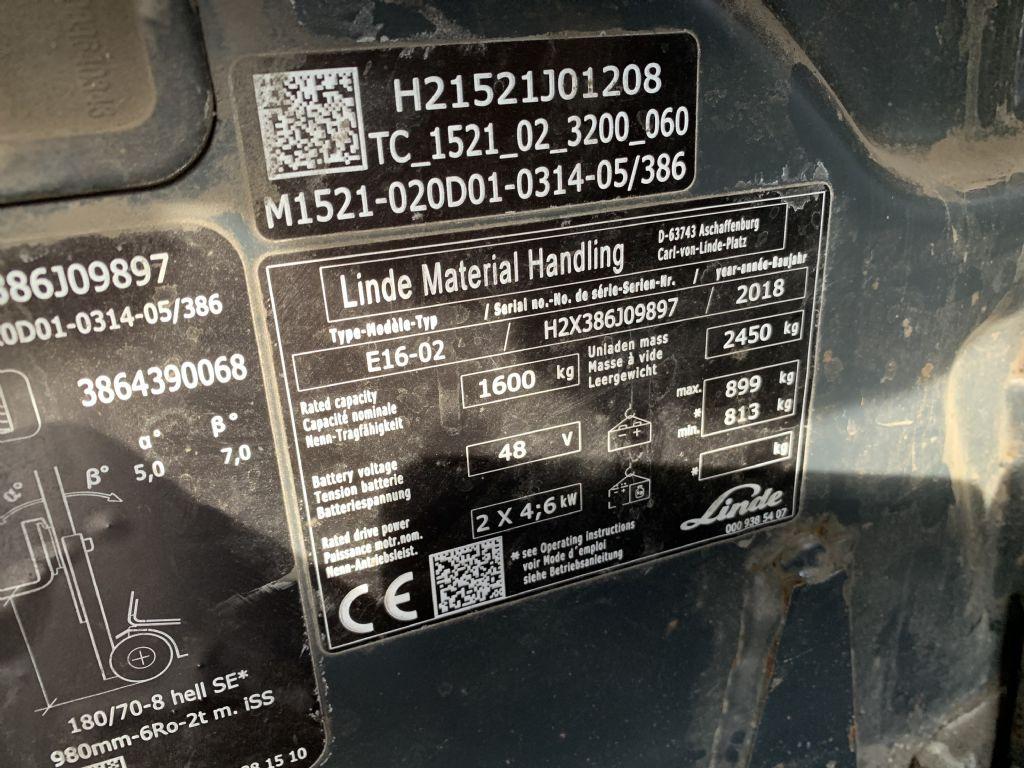 H21521J01208
TC_1521_02_3200_060
M1521-020D01-0314-05/386
Linde Material Handling
D-63743 Aschaffenburg
Carl-von-Linde-Platz
Type-Modèle-Typ / Serial no.-No. de série-Serien-Nr. / year-année-Baujahr
E16-02 / H2X386J09897 / 2018
Rated capacity
Capacité nominale
Nenn-Tragfähigkeit
1600 kg
Unladen mass
Masse à vide
Leergewicht
2450 kg
Battery voltage
Tension batterie
Batteriespannung
48 V
max. 899 kg
* min. 813 kg
Rated drive power
Puissance motr.nom.
Nenn-Antriebsleist.
2 X 4;6 kW
* kg
CE
* see Operating Instructions
voir Mode d'emploi
siehe Betriebsanleitung
Linde
000 938 54 07
386J09897
20D01-0314-05/386
3864390068
α° β°
5,0 7,0
α° β°
180/70-8 hell SE*
980mm-6Ro-2t m. iSS
38 15 10